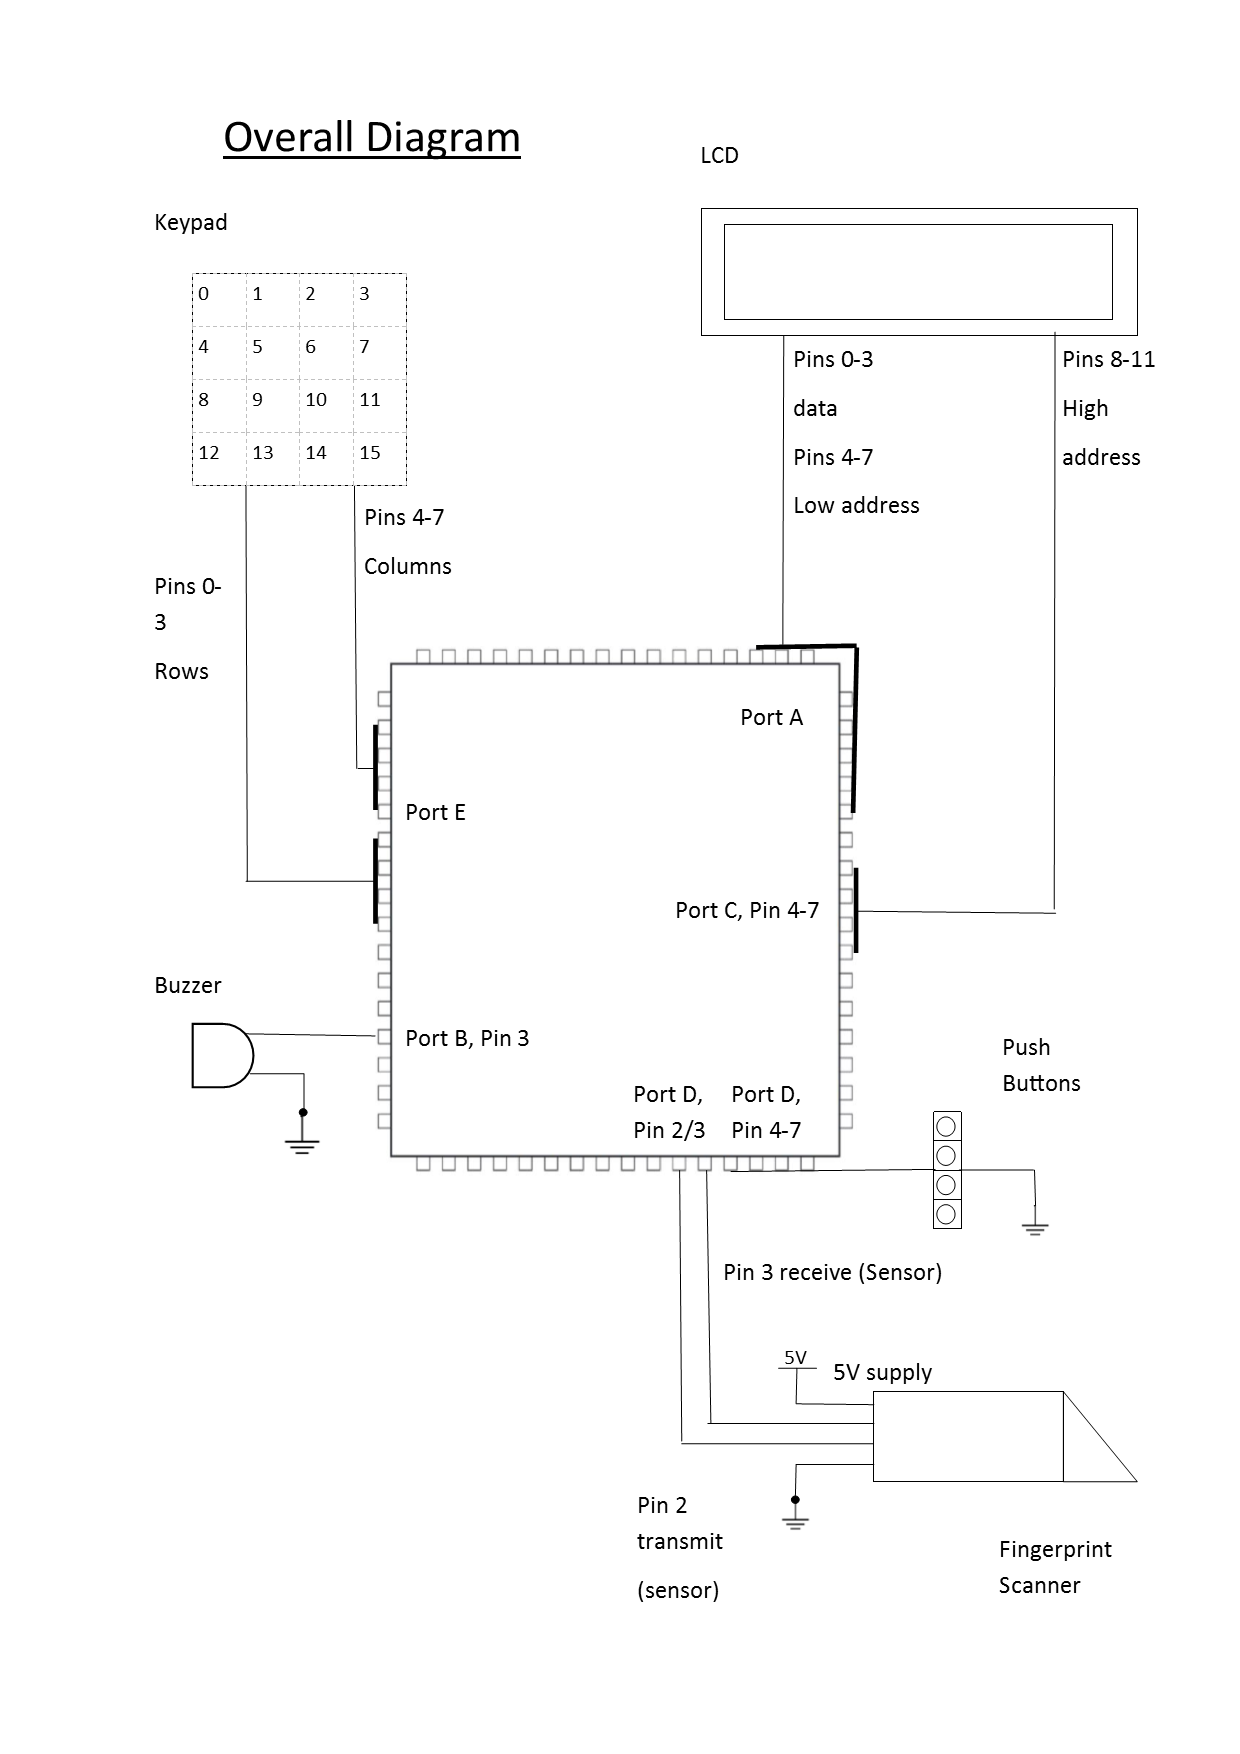 Overall Diagram
LCD
Keypad
0 1 2 3
4 5 6 7
8 9 10 11
12 13 14 15
Pins 0-3
data
Pins 4-7
Low address
Pins 8-11
High
address
Pins 4-7
Columns
Pins 0-
3
Rows
Port A
Port E
Port C, Pin 4-7
Buzzer
Port B, Pin 3
Port D,
Pin 2/3
Port D,
Pin 4-7
Push
Buttons
Pin 3 receive (Sensor)
5V
5V supply
Pin 2
transmit
(sensor)
Fingerprint
Scanner